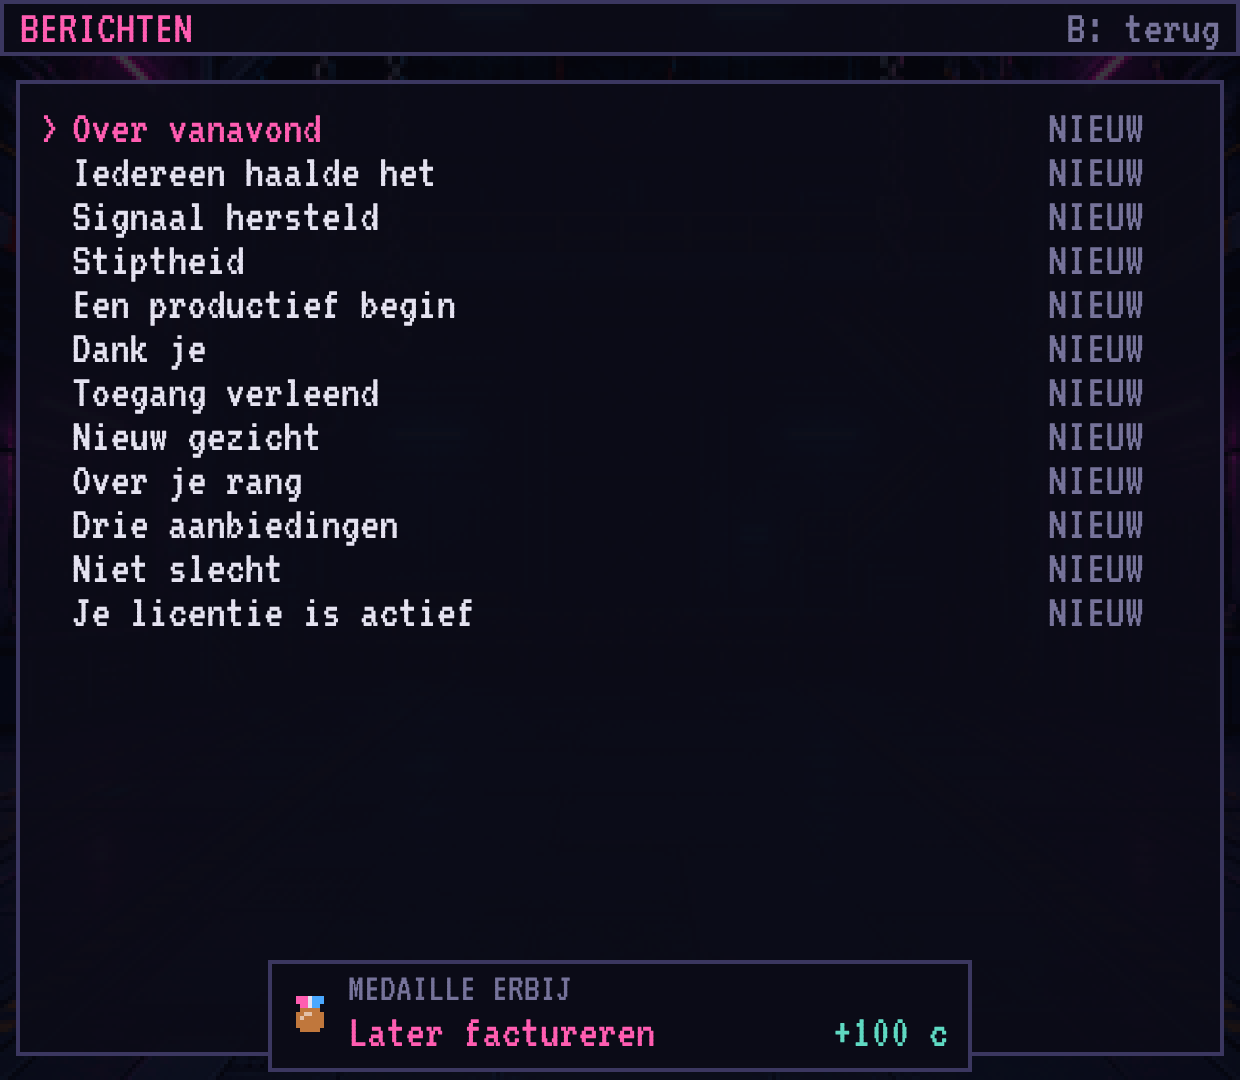 BERICHTEN B: terug
> Over vanavond NIEUW
Iedereen haalde het NIEUW
Signaal hersteld NIEUW
Stiptheid NIEUW
Een productief begin NIEUW
Dank je NIEUW
Toegang verleend NIEUW
Nieuw gezicht NIEUW
Over je rang NIEUW
Drie aanbiedingen NIEUW
Niet slecht NIEUW
Je licentie is actief NIEUW
MEDAILLE ERBIJ
Later factureren +100 c